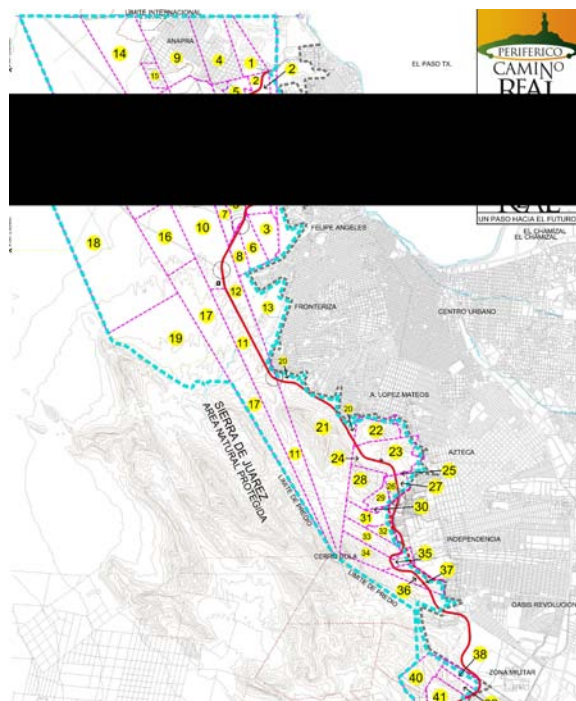 LÍMITE INTERNACIONAL
ANAPRA
14
9
4
1
2
2
15
5
EL PASO TX.
PERIFERICO
CAMINO
REAL
UN PASO HACIA EL FUTURO
EL CHAMIZAL
EL CHAMIZAL
7
3
10
16
18
6
8
FELIPE ANGELES
a
12
13
FRONTERIZA
CENTRO URBANO
17
19
11
20
17
A. LOPEZ MATEOS
20
21
22
SIERRA DE JUAREZ
AREA NATURAL PROTEGIDA
11
24
23
AZTECA
25
28
26
27
29
30
LIMITE DE PREDIO
31
32
33
INDEPENDENCIA
34
35
CERRO BOLA
37
36
LIMITE DE PREDIO
OASIS REVOLUCION
38
ZONA MILITAR
40
41